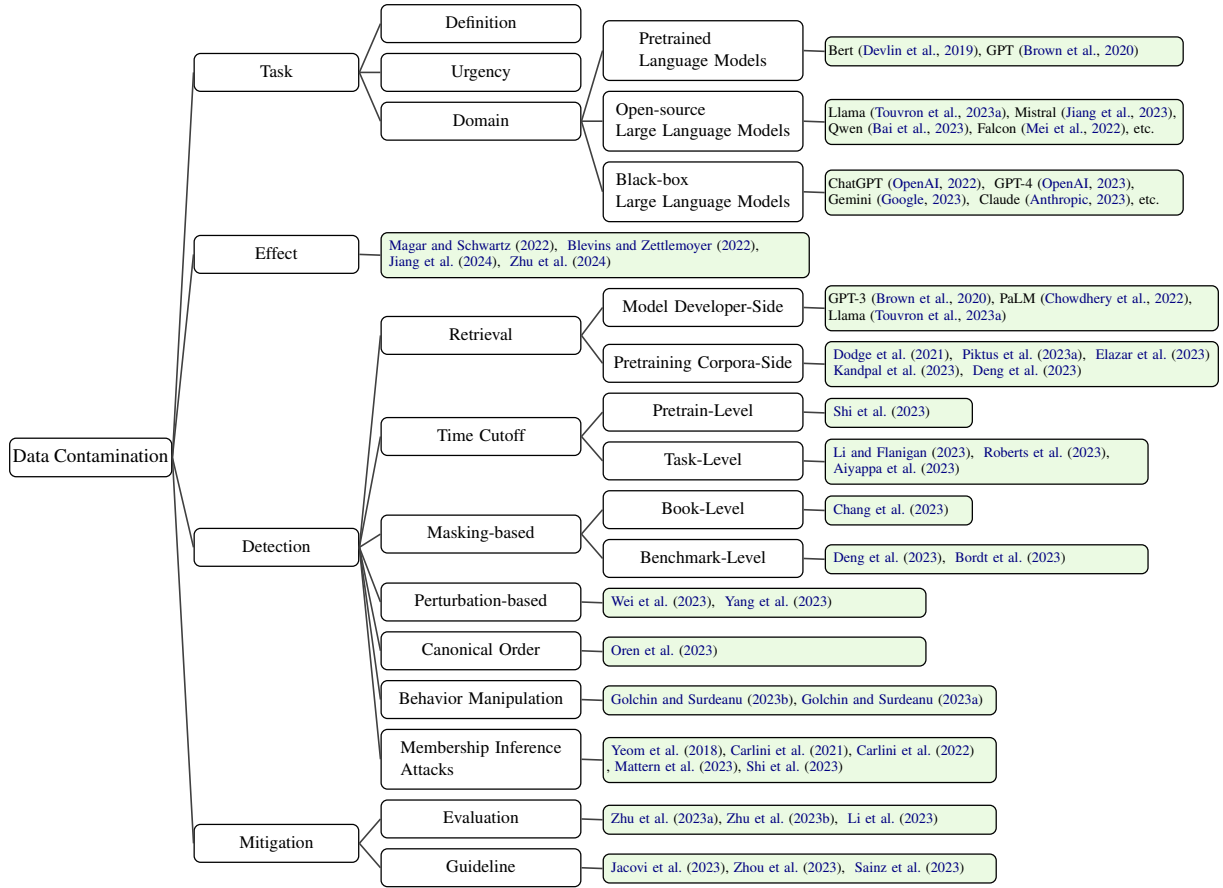 Data Contamination
Task
Definition
Urgency
Domain
Pretrained
Language Models
Bert (Devlin et al., 2019), GPT (Brown et al., 2020)
Open-source
Large Language Models
Llama (Touvron et al., 2023a), Mistral (Jiang et al., 2023),
Qwen (Bai et al., 2023), Falcon (Mei et al., 2022), etc.
Black-box
Large Language Models
ChatGPT (OpenAI, 2022), GPT-4 (OpenAI, 2023),
Gemini (Google, 2023), Claude (Anthropic, 2023), etc.
Effect
Magar and Schwartz (2022), Blevins and Zettlemoyer (2022),
Jiang et al. (2024), Zhu et al. (2024)
Detection
Retrieval
Model Developer-Side
GPT-3 (Brown et al., 2020), PaLM (Chowdhery et al., 2022),
Llama (Touvron et al., 2023a)
Pretraining Corpora-Side
Dodge et al. (2021), Piktus et al. (2023a), Elazar et al. (2023)
Kandpal et al. (2023), Deng et al. (2023)
Time Cutoff
Pretrain-Level
Shi et al. (2023)
Task-Level
Li and Flanigan (2023), Roberts et al. (2023),
Aiyappa et al. (2023)
Masking-based
Book-Level
Chang et al. (2023)
Benchmark-Level
Deng et al. (2023), Bordt et al. (2023)
Perturbation-based
Wei et al. (2023), Yang et al. (2023)
Canonical Order
Oren et al. (2023)
Behavior Manipulation
Golchin and Surdeanu (2023b), Golchin and Surdeanu (2023a)
Membership Inference
Attacks
Yeom et al. (2018), Carlini et al. (2021), Carlini et al. (2022)
, Mattern et al. (2023), Shi et al. (2023)
Mitigation
Evaluation
Zhu et al. (2023a), Zhu et al. (2023b), Li et al. (2023)
Guideline
Jacovi et al. (2023), Zhou et al. (2023), Sainz et al. (2023)